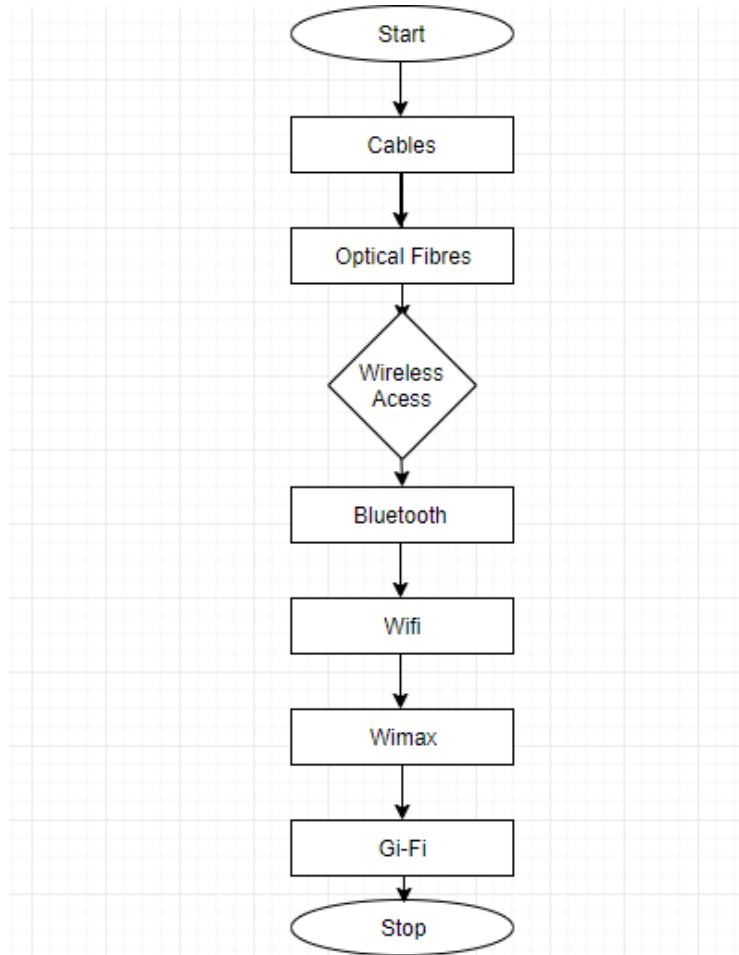 Start
Cables
Optical Fibres
Wireless
Acess
Bluetooth
Wifi
Wimax
Gi-Fi
Stop